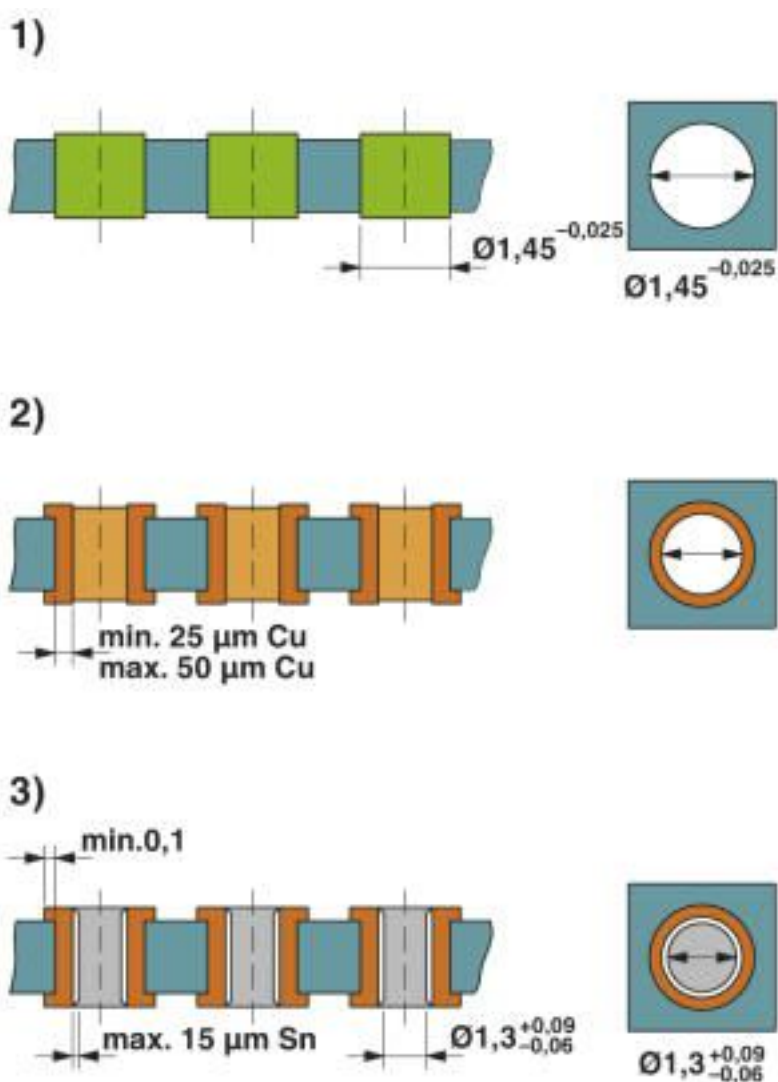 1)
Ø1,45 −0,025
Ø1,45 −0,025
2)
min. 25 µm Cu
max. 50 µm Cu
3)
min.0,1
max. 15 µm Sn
Ø1,3 +0,09 −0,06
Ø1,3 +0,09 −0,06